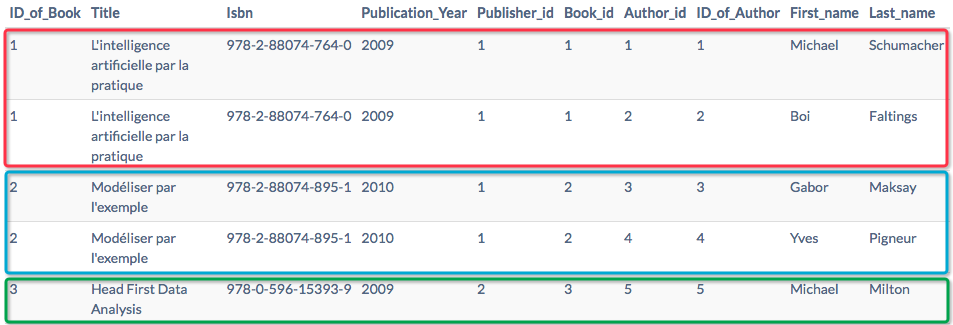 ID_of_Book Title Isbn Publication_Year Publisher_id Book_id Author_id ID_of_Author First_name Last_name
1 L'intelligence 978-2-88074-764-0 2009 1 1 1 1 Michael Schumacher
artificielle par la
pratique
1 L'intelligence 978-2-88074-764-0 2009 1 1 2 2 Boi Faltings
artificielle par la
pratique
2 Modéliser par 978-2-88074-895-1 2010 1 2 3 3 Gabor Maksay
l'exemple
2 Modéliser par 978-2-88074-895-1 2010 1 2 4 4 Yves Pigneur
l'exemple
3 Head First Data 978-0-596-15393-9 2009 2 3 5 5 Michael Milton
Analysis